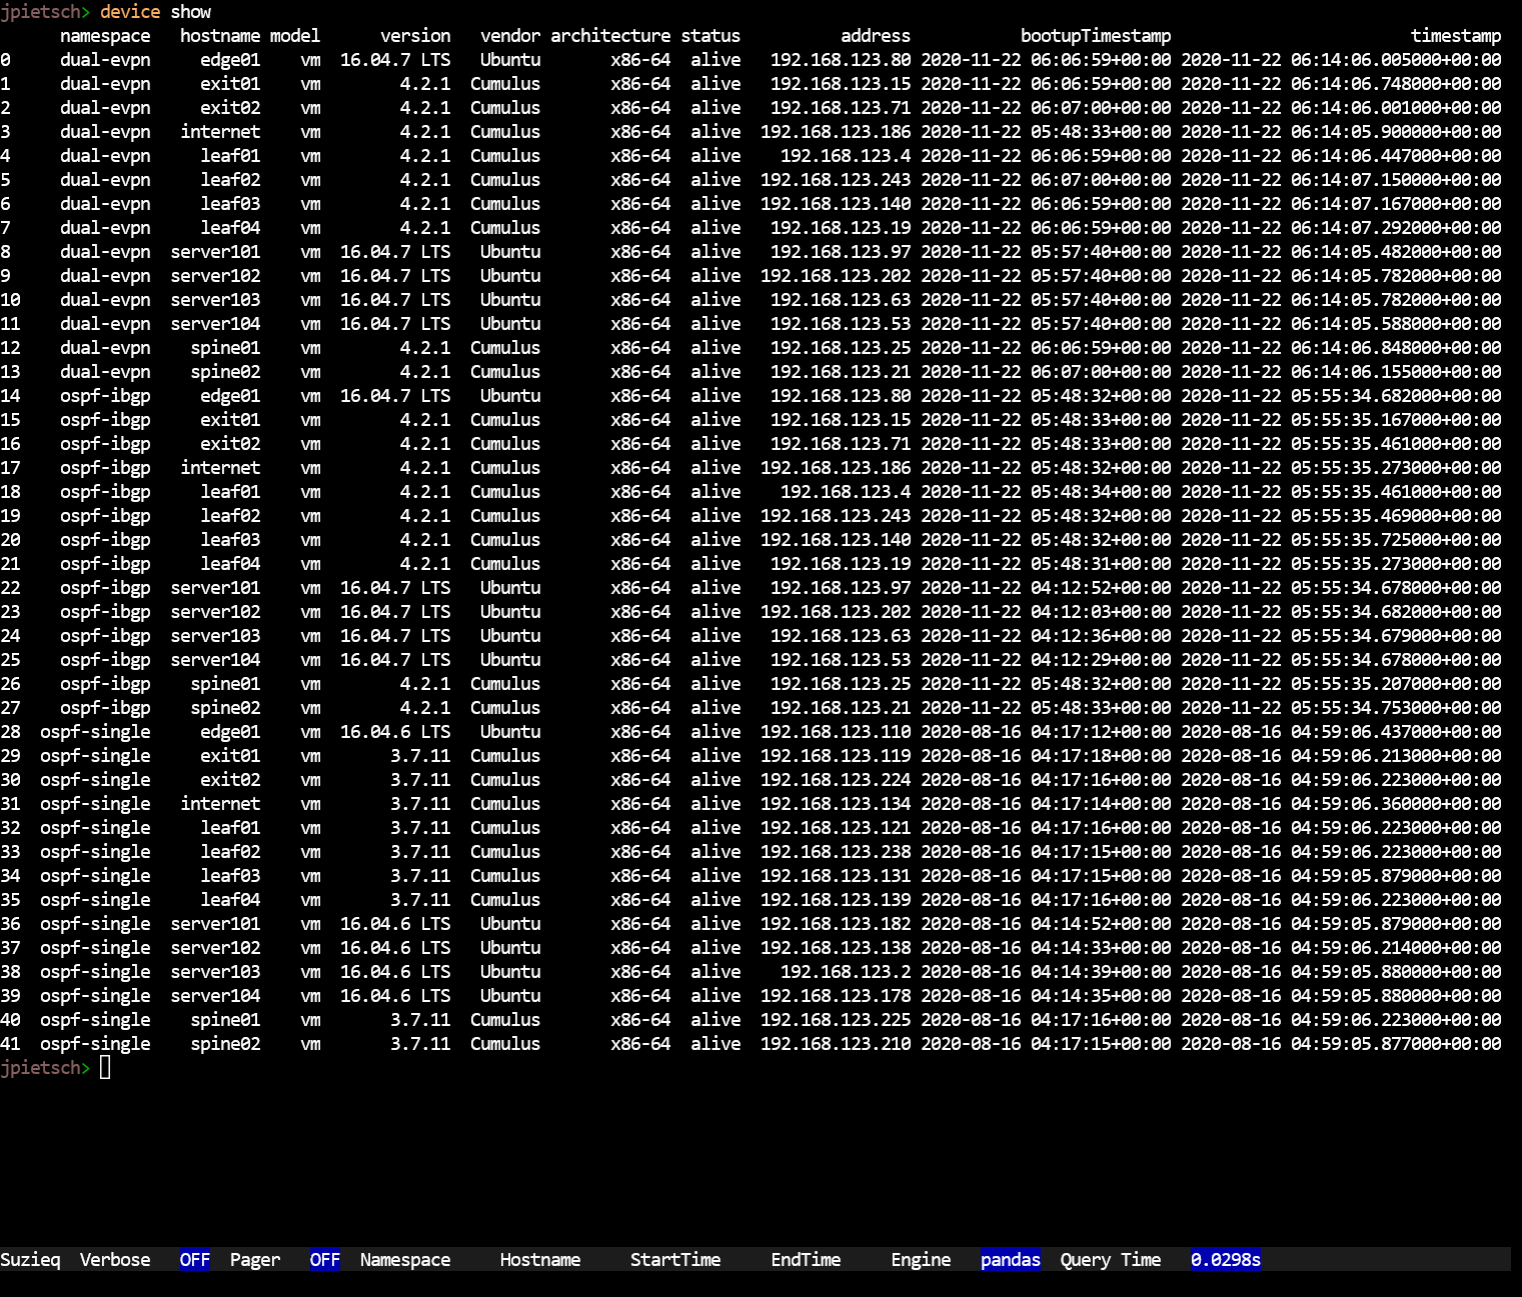 jpietsch> device show
namespace hostname model version vendor architecture status address bootupTimestamp timestamp
0 dual-evpn edge01 vm 16.04.7 LTS Ubuntu x86-64 alive 192.168.123.80 2020-11-22 06:06:59+00:00 2020-11-22 06:14:06.005000+00:00
1 dual-evpn exit01 vm 4.2.1 Cumulus x86-64 alive 192.168.123.15 2020-11-22 06:06:59+00:00 2020-11-22 06:14:06.748000+00:00
2 dual-evpn exit02 vm 4.2.1 Cumulus x86-64 alive 192.168.123.71 2020-11-22 06:07:00+00:00 2020-11-22 06:14:06.001000+00:00
3 dual-evpn internet vm 4.2.1 Cumulus x86-64 alive 192.168.123.186 2020-11-22 05:48:33+00:00 2020-11-22 06:14:05.900000+00:00
4 dual-evpn leaf01 vm 4.2.1 Cumulus x86-64 alive 192.168.123.4 2020-11-22 06:06:59+00:00 2020-11-22 06:14:06.447000+00:00
5 dual-evpn leaf02 vm 4.2.1 Cumulus x86-64 alive 192.168.123.243 2020-11-22 06:07:00+00:00 2020-11-22 06:14:07.150000+00:00
6 dual-evpn leaf03 vm 4.2.1 Cumulus x86-64 alive 192.168.123.140 2020-11-22 06:06:59+00:00 2020-11-22 06:14:07.167000+00:00
7 dual-evpn leaf04 vm 4.2.1 Cumulus x86-64 alive 192.168.123.19 2020-11-22 06:06:59+00:00 2020-11-22 06:14:07.292000+00:00
8 dual-evpn server101 vm 16.04.7 LTS Ubuntu x86-64 alive 192.168.123.97 2020-11-22 05:57:40+00:00 2020-11-22 06:14:05.482000+00:00
9 dual-evpn server102 vm 16.04.7 LTS Ubuntu x86-64 alive 192.168.123.202 2020-11-22 05:57:40+00:00 2020-11-22 06:14:05.782000+00:00
10 dual-evpn server103 vm 16.04.7 LTS Ubuntu x86-64 alive 192.168.123.63 2020-11-22 05:57:40+00:00 2020-11-22 06:14:05.782000+00:00
11 dual-evpn server104 vm 16.04.7 LTS Ubuntu x86-64 alive 192.168.123.53 2020-11-22 05:57:40+00:00 2020-11-22 06:14:05.588000+00:00
12 dual-evpn spine01 vm 4.2.1 Cumulus x86-64 alive 192.168.123.25 2020-11-22 06:06:59+00:00 2020-11-22 06:14:06.848000+00:00
13 dual-evpn spine02 vm 4.2.1 Cumulus x86-64 alive 192.168.123.21 2020-11-22 06:07:00+00:00 2020-11-22 06:14:06.155000+00:00
14 ospf-ibgp edge01 vm 16.04.7 LTS Ubuntu x86-64 alive 192.168.123.80 2020-11-22 05:48:32+00:00 2020-11-22 05:55:34.682000+00:00
15 ospf-ibgp exit01 vm 4.2.1 Cumulus x86-64 alive 192.168.123.15 2020-11-22 05:48:33+00:00 2020-11-22 05:55:35.167000+00:00
16 ospf-ibgp exit02 vm 4.2.1 Cumulus x86-64 alive 192.168.123.71 2020-11-22 05:48:33+00:00 2020-11-22 05:55:35.461000+00:00
17 ospf-ibgp internet vm 4.2.1 Cumulus x86-64 alive 192.168.123.186 2020-11-22 05:48:32+00:00 2020-11-22 05:55:35.273000+00:00
18 ospf-ibgp leaf01 vm 4.2.1 Cumulus x86-64 alive 192.168.123.4 2020-11-22 05:48:34+00:00 2020-11-22 05:55:35.461000+00:00
19 ospf-ibgp leaf02 vm 4.2.1 Cumulus x86-64 alive 192.168.123.243 2020-11-22 05:48:32+00:00 2020-11-22 05:55:35.469000+00:00
20 ospf-ibgp leaf03 vm 4.2.1 Cumulus x86-64 alive 192.168.123.140 2020-11-22 05:48:32+00:00 2020-11-22 05:55:35.725000+00:00
21 ospf-ibgp leaf04 vm 4.2.1 Cumulus x86-64 alive 192.168.123.19 2020-11-22 05:48:31+00:00 2020-11-22 05:55:35.273000+00:00
22 ospf-ibgp server101 vm 16.04.7 LTS Ubuntu x86-64 alive 192.168.123.97 2020-11-22 04:12:52+00:00 2020-11-22 05:55:34.678000+00:00
23 ospf-ibgp server102 vm 16.04.7 LTS Ubuntu x86-64 alive 192.168.123.202 2020-11-22 04:12:03+00:00 2020-11-22 05:55:34.682000+00:00
24 ospf-ibgp server103 vm 16.04.7 LTS Ubuntu x86-64 alive 192.168.123.63 2020-11-22 04:12:36+00:00 2020-11-22 05:55:34.679000+00:00
25 ospf-ibgp server104 vm 16.04.7 LTS Ubuntu x86-64 alive 192.168.123.53 2020-11-22 04:12:29+00:00 2020-11-22 05:55:34.678000+00:00
26 ospf-ibgp spine01 vm 4.2.1 Cumulus x86-64 alive 192.168.123.25 2020-11-22 05:48:32+00:00 2020-11-22 05:55:35.207000+00:00
27 ospf-ibgp spine02 vm 4.2.1 Cumulus x86-64 alive 192.168.123.21 2020-11-22 05:48:33+00:00 2020-11-22 05:55:34.753000+00:00
28 ospf-single edge01 vm 16.04.6 LTS Ubuntu x86-64 alive 192.168.123.110 2020-08-16 04:17:12+00:00 2020-08-16 04:59:06.437000+00:00
29 ospf-single exit01 vm 3.7.11 Cumulus x86-64 alive 192.168.123.119 2020-08-16 04:17:18+00:00 2020-08-16 04:59:06.213000+00:00
30 ospf-single exit02 vm 3.7.11 Cumulus x86-64 alive 192.168.123.224 2020-08-16 04:17:16+00:00 2020-08-16 04:59:06.223000+00:00
31 ospf-single internet vm 3.7.11 Cumulus x86-64 alive 192.168.123.134 2020-08-16 04:17:14+00:00 2020-08-16 04:59:06.360000+00:00
32 ospf-single leaf01 vm 3.7.11 Cumulus x86-64 alive 192.168.123.121 2020-08-16 04:17:16+00:00 2020-08-16 04:59:06.223000+00:00
33 ospf-single leaf02 vm 3.7.11 Cumulus x86-64 alive 192.168.123.238 2020-08-16 04:17:15+00:00 2020-08-16 04:59:06.223000+00:00
34 ospf-single leaf03 vm 3.7.11 Cumulus x86-64 alive 192.168.123.131 2020-08-16 04:17:15+00:00 2020-08-16 04:59:05.879000+00:00
35 ospf-single leaf04 vm 3.7.11 Cumulus x86-64 alive 192.168.123.139 2020-08-16 04:17:16+00:00 2020-08-16 04:59:06.223000+00:00
36 ospf-single server101 vm 16.04.6 LTS Ubuntu x86-64 alive 192.168.123.182 2020-08-16 04:14:52+00:00 2020-08-16 04:59:05.879000+00:00
37 ospf-single server102 vm 16.04.6 LTS Ubuntu x86-64 alive 192.168.123.138 2020-08-16 04:14:33+00:00 2020-08-16 04:59:06.214000+00:00
38 ospf-single server103 vm 16.04.6 LTS Ubuntu x86-64 alive 192.168.123.2 2020-08-16 04:14:39+00:00 2020-08-16 04:59:05.880000+00:00
39 ospf-single server104 vm 16.04.6 LTS Ubuntu x86-64 alive 192.168.123.178 2020-08-16 04:14:35+00:00 2020-08-16 04:59:05.880000+00:00
40 ospf-single spine01 vm 3.7.11 Cumulus x86-64 alive 192.168.123.225 2020-08-16 04:17:16+00:00 2020-08-16 04:59:06.223000+00:00
41 ospf-single spine02 vm 3.7.11 Cumulus x86-64 alive 192.168.123.210 2020-08-16 04:17:15+00:00 2020-08-16 04:59:05.877000+00:00
jpietsch>
Suzieq Verbose OFF Pager OFF Namespace Hostname StartTime EndTime Engine pandas Query Time 0.0298s